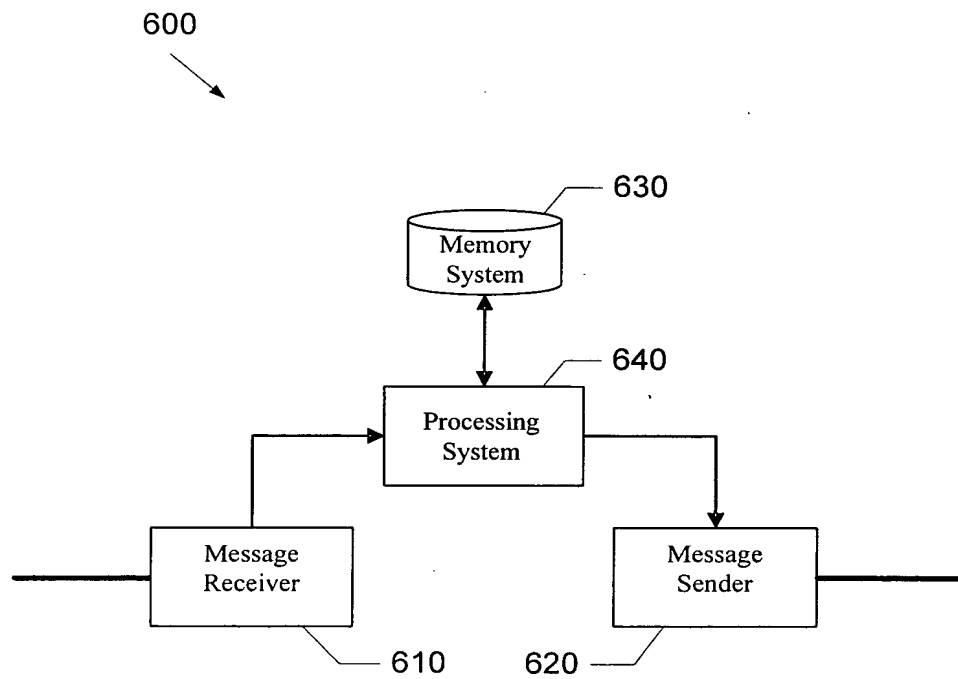 600
630
Memory
System
640
Processing
System
Message
Receiver
Message
Sender
610
620